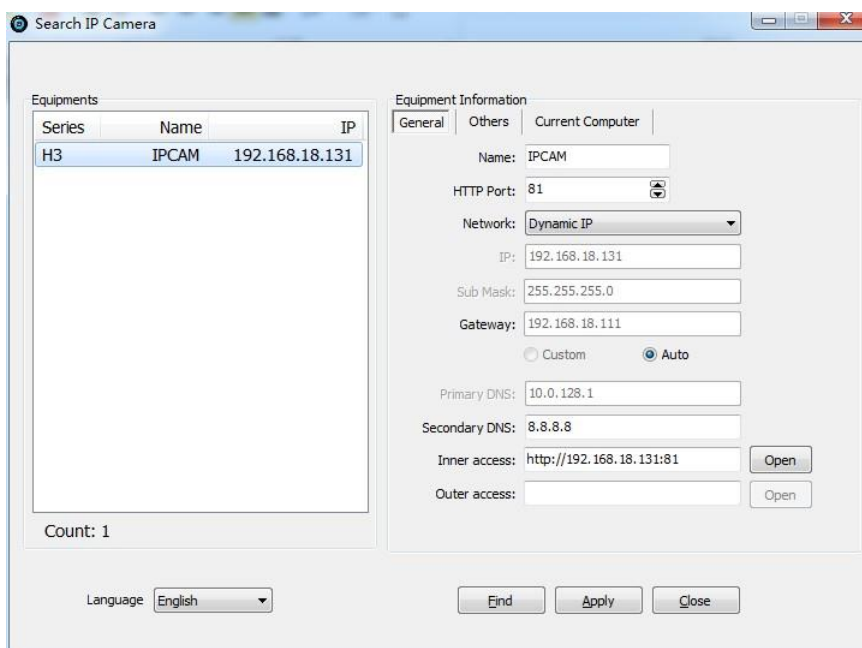 Search IP Camera
Equipments
Series Name IP
H3 IPCAM 192.168.18.131
Count: 1
Equipment Information
General Others Current Computer
Name: IPCAM
HTTP Port: 81
Network: Dynamic IP
IP: 192.168.18.131
Sub Mask: 255.255.255.0
Gateway: 192.168.18.111
Custom Auto
Primary DNS: 10.0.128.1
Secondary DNS: 8.8.8.8
Inner access: http://192.168.18.131:81 Open
Outer access: Open
Language English Find Apply Close